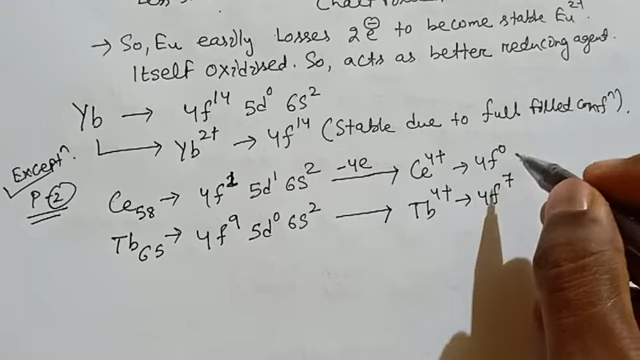 → So, Eu easily Losses 2e⊖ to become stable Eu²⁺.
Itself oxidised. So, acts as better reducing agent.
Yb → 4f¹⁴ 5d⁰ 6s²
Yb²⁺ → 4f¹⁴ (Stable due to full filled confⁿ)
Exceptⁿ.
P-②
Ce₅₈ → 4f¹ 5d¹ 6s² -4e → Ce⁴⁺ → 4f⁰
Tb₆₅ → 4f⁹ 5d⁰ 6s² → Tb⁴⁺ → 4f⁷